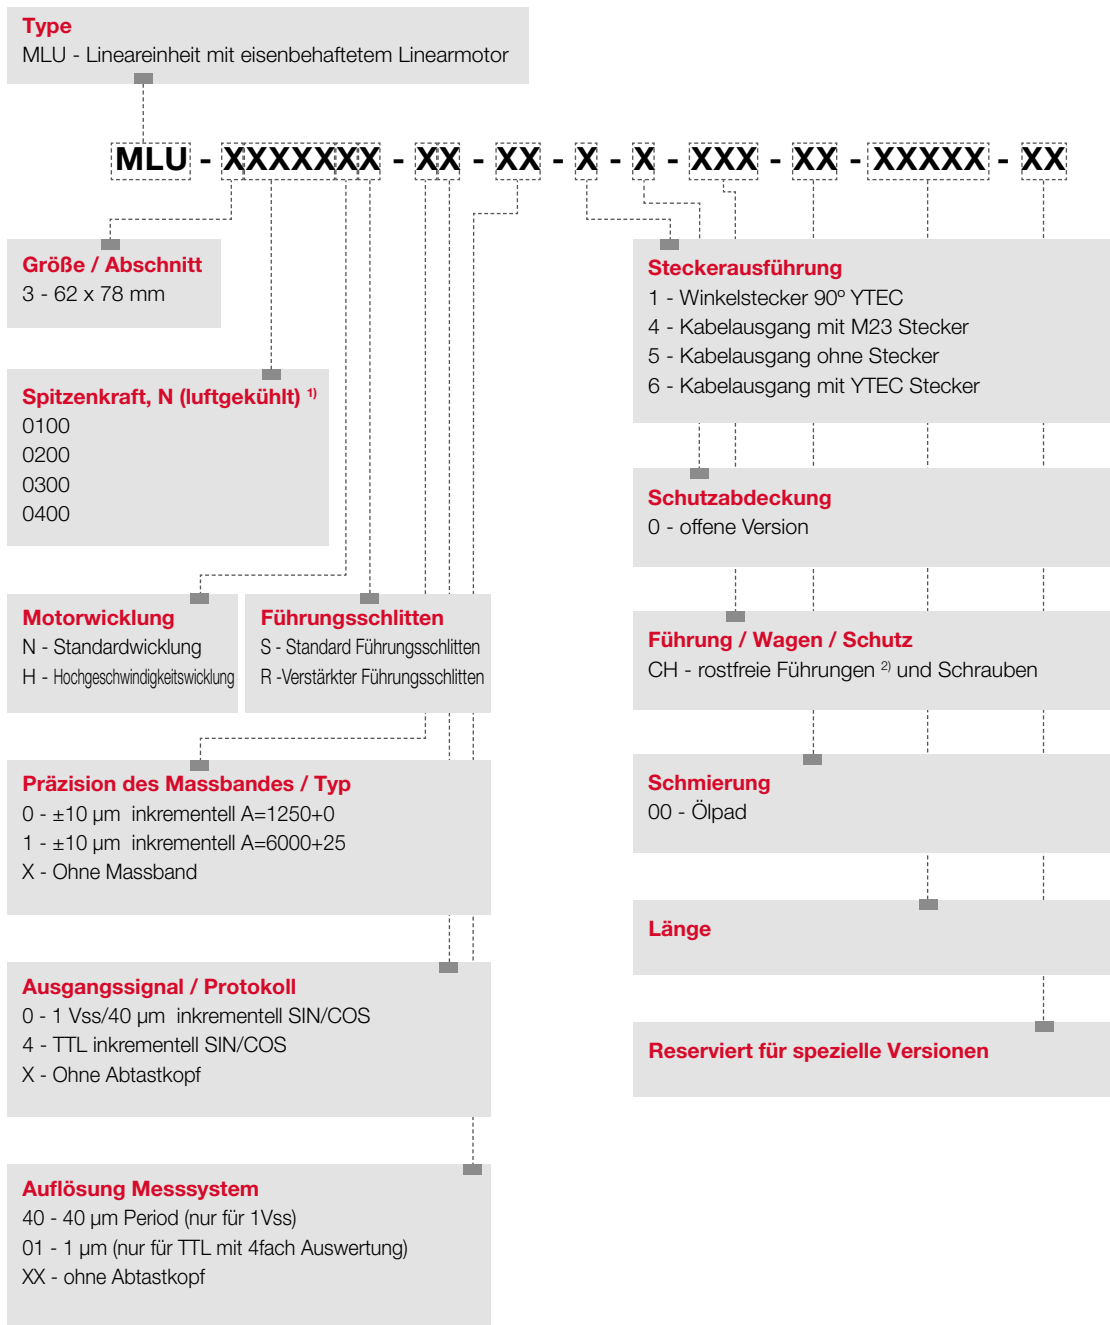 Type
MLU - Lineareinheit mit eisenbehaftetem Linearmotor
MLU - XXXXXXX - XX - XX - X - X - XXX - XX - XXXXX - XX
Größe / Abschnitt
3 - 62 x 78 mm
Spitzenkraft, N (luftgekühlt) 1)
0100
0200
0300
0400
Motorwicklung
N - Standardwicklung
H - Hochgeschwindigkeitswicklung
Führungsschlitten
S - Standard Führungsschlitten
R -Verstärkter Führungsschlitten
Präzision des Massbandes / Typ
0 - ±10 µm inkrementell A=1250+0
1 - ±10 µm inkrementell A=6000+25
X - Ohne Massband
Ausgangssignal / Protokoll
0 - 1 Vss/40 µm inkrementell SIN/COS
4 - TTL inkrementell SIN/COS
X - Ohne Abtastkopf
Auflösung Messsystem
40 - 40 µm Period (nur für 1Vss)
01 - 1 µm (nur für TTL mit 4fach Auswertung)
XX - ohne Abtastkopf
Steckerausführung
1 - Winkelstecker 90º YTEC
4 - Kabelausgang mit M23 Stecker
5 - Kabelausgang ohne Stecker
6 - Kabelausgang mit YTEC Stecker
Schutzabdeckung
0 - offene Version
Führung / Wagen / Schutz
CH - rostfreie Führungen 2) und Schrauben
Schmierung
00 - Ölpad
Länge
Reserviert für spezielle Versionen